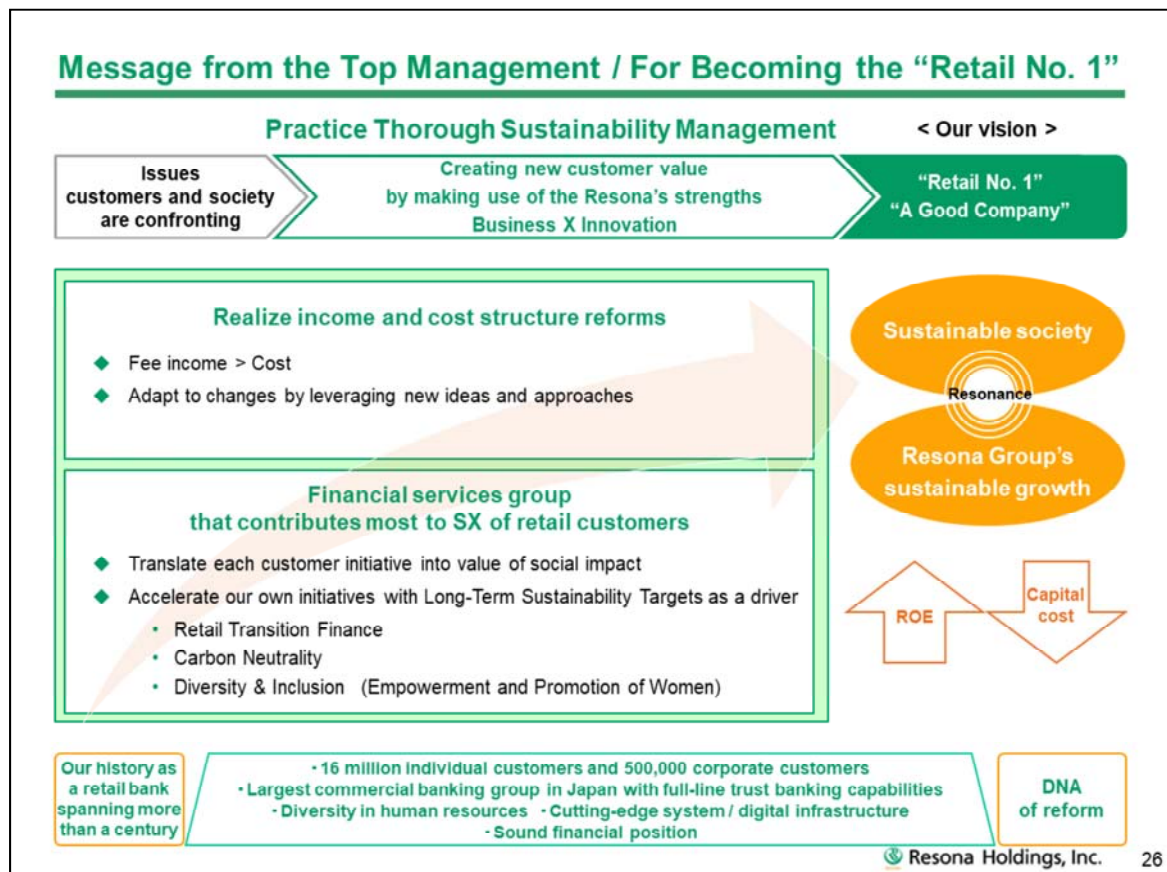 Message from the Top Management / For Becoming the “Retail No. 1”
Practice Thorough Sustainability Management
< Our vision >
Issues
customers and society
are confronting
Creating new customer value
by making use of the Resona’s strengths
Business X Innovation
“Retail No. 1”
“A Good Company”
Realize income and cost structure reforms
◆ Fee income > Cost
◆ Adapt to changes by leveraging new ideas and approaches
Financial services group
that contributes most to SX of retail customers
◆ Translate each customer initiative into value of social impact
◆ Accelerate our own initiatives with Long-Term Sustainability Targets as a driver
・ Retail Transition Finance
・ Carbon Neutrality
・ Diversity & Inclusion (Empowerment and Promotion of Women)
Sustainable society
Resonance
Resona Group’s
sustainable growth
ROE
Capital
cost
Our history as
a retail bank
spanning more
than a century
・16 million individual customers and 500,000 corporate customers
・Largest commercial banking group in Japan with full-line trust banking capabilities
・Diversity in human resources ・Cutting-edge system / digital infrastructure
・Sound financial position
DNA
of reform
Resona Holdings, Inc.
26